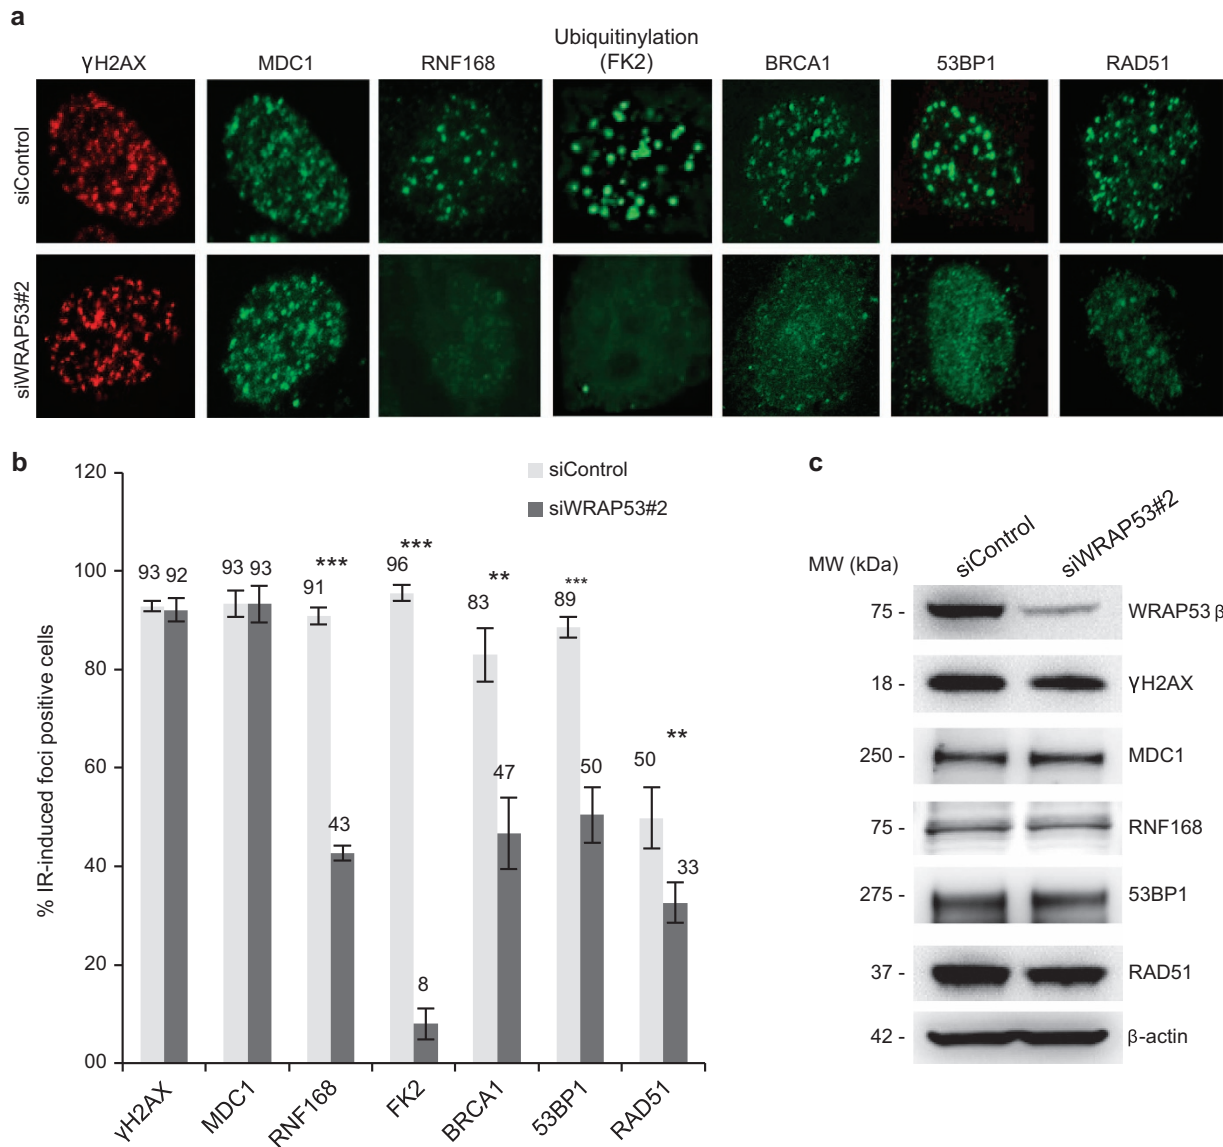 a
Ubiquitinylation
γH2AX MDC1 RNF168 (FK2) BRCA1 53BP1 RAD51
siControl
siWRAP53#2
b
120
100
80
60
40
20
00
% IR-induced foci positive cells
siControl
siWRAP53#2
93 92 93 93 91 *** 96 *** 83 ** 89 *** 50 **
43 8 47 50 33
γH2AX MDC1 RNF168 FK2 BRCA1 53BP1 RAD51
c
siControl siWRAP53#2
MW (kDa)
75 - WRAP53 β
18 - γH2AX
250 - MDC1
75 - RNF168
275 - 53BP1
37 - RAD51
42 - β-actin